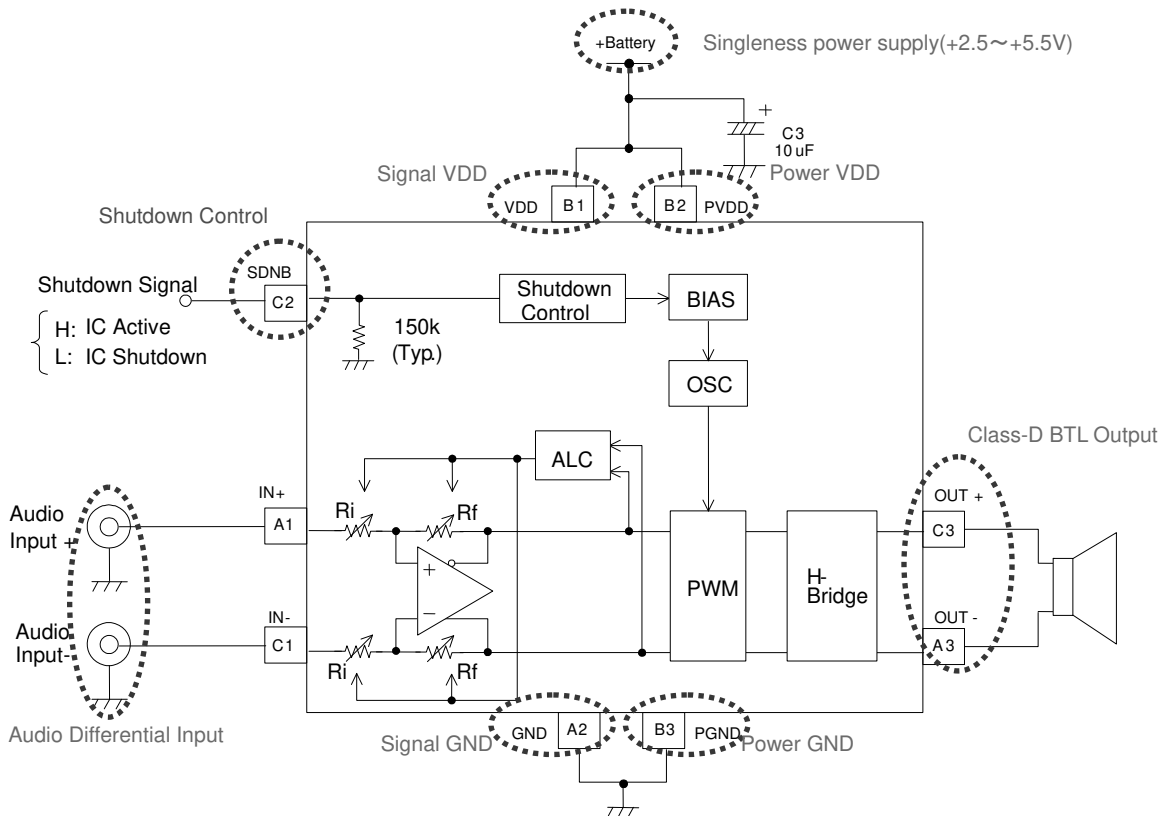 +Battery
Singleness power supply(+2.5～+5.5V)
+
C3
10 uF
Signal VDD
Power VDD
VDD
B1
B2
PVDD
Shutdown Control
SDNB
Shutdown Signal
C2
H: IC Active
L: IC Shutdown
150k
(Typ.)
Shutdown
Control
BIAS
OSC
Class-D BTL Output
ALC
IN+
Ri
Rf
OUT +
Audio
Input +
A1
C3
+
PWM
H-
Bridge
−
IN-
OUT -
Audio
Input-
C1
A3
Ri
Rf
Audio Differential Input
Signal GND
GND
A2
B3
PGND
Power GND